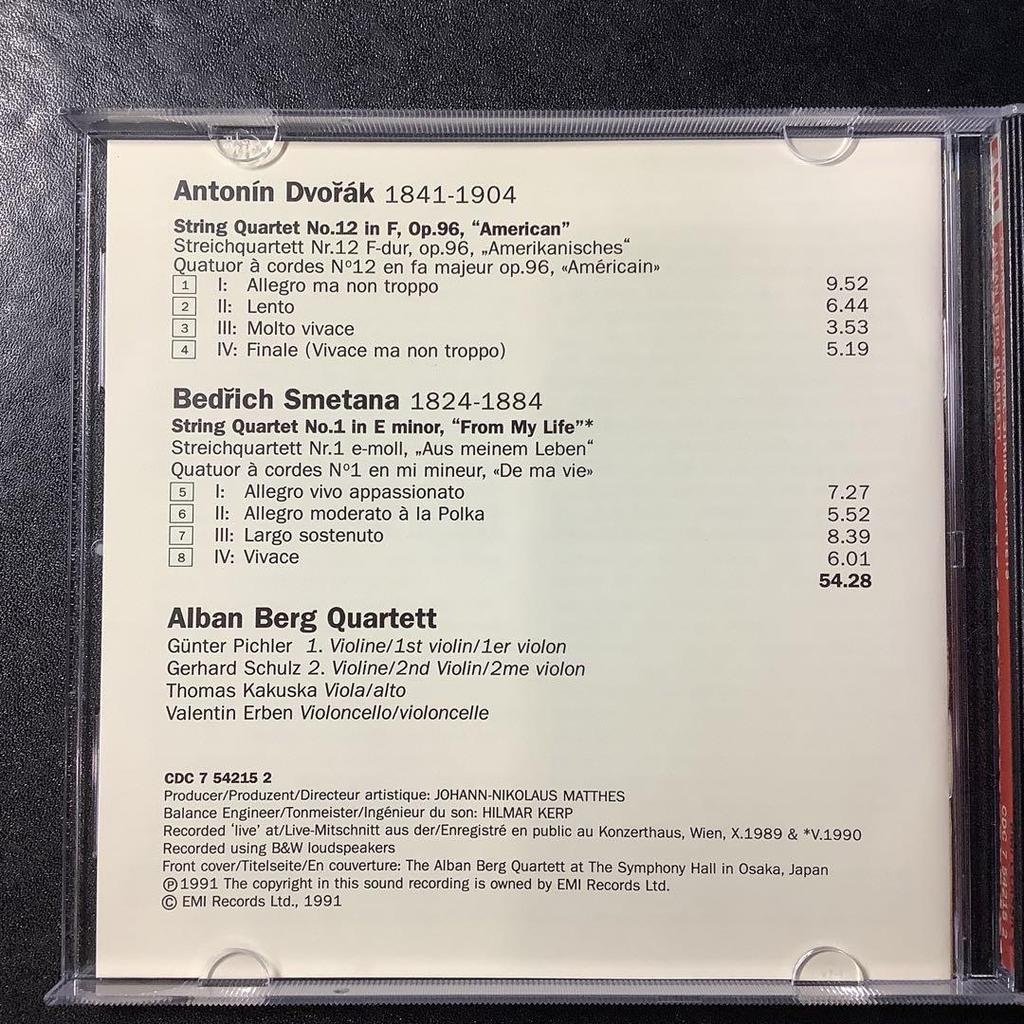 Antonín Dvořák 1841-1904
String Quartet No.12 in F, Op.96, “American”
Streichquartett Nr.12 F-dur, op.96, „Amerikanisches“
Quatuor à cordes Nº12 en fa majeur op.96, «Américain»
1 I: Allegro ma non troppo 9.52
2 II: Lento 6.44
3 III: Molto vivace 3.53
4 IV: Finale (Vivace ma non troppo) 5.19
Bedřich Smetana 1824-1884
String Quartet No.1 in E minor, “From My Life”*
Streichquartett Nr.1 e-moll, „Aus meinem Leben“
Quatuor à cordes Nº1 en mi mineur, «De ma vie»
5 I: Allegro vivo appassionato 7.27
6 II: Allegro moderato à la Polka 5.52
7 III: Largo sostenuto 8.39
8 IV: Vivace 6.01
54.28
Alban Berg Quartett
Günter Pichler 1. Violine/1st violin/1er violon
Gerhard Schulz 2. Violine/2nd Violin/2me violon
Thomas Kakuska Viola/alto
Valentin Erben Violoncello/violoncelle
CDC 7 54215 2
Producer/Produzent/Directeur artistique: JOHANN-NIKOLAUS MATTHES
Balance Engineer/Tonmeister/Ingénieur du son: HILMAR KERP
Recorded ‘live’ at/Live-Mitschnitt aus der/Enregistré en public au Konzerthaus, Wien, X.1989 & *V.1990
Recorded using B&W loudspeakers
Front cover/Titelseite/En couverture: The Alban Berg Quartett at The Symphony Hall in Osaka, Japan
℗1991 The copyright in this sound recording is owned by EMI Records Ltd.
© EMI Records Ltd., 1991
CDC 7 54215 2